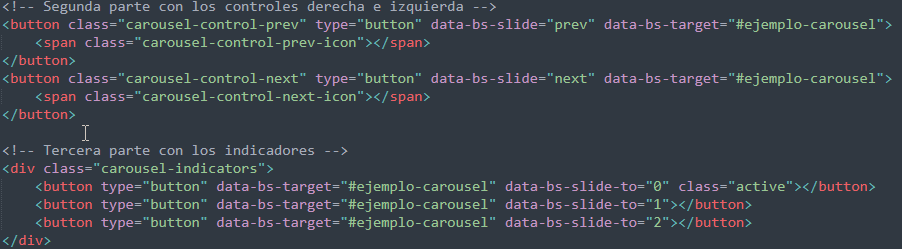 <!-- Segunda parte con los controles derecha e izquierda -->
<button class="carousel-control-prev" type="button" data-bs-slide="prev" data-bs-target="#ejemplo-carousel">
    <span class="carousel-control-prev-icon"></span>
</button>
<button class="carousel-control-next" type="button" data-bs-slide="next" data-bs-target="#ejemplo-carousel">
    <span class="carousel-control-next-icon"></span>
</button>

<!-- Tercera parte con los indicadores -->
<div class="carousel-indicators">
    <button type="button" data-bs-target="#ejemplo-carousel" data-bs-slide-to="0" class="active"></button>
    <button type="button" data-bs-target="#ejemplo-carousel" data-bs-slide-to="1"></button>
    <button type="button" data-bs-target="#ejemplo-carousel" data-bs-slide-to="2"></button>
</div>